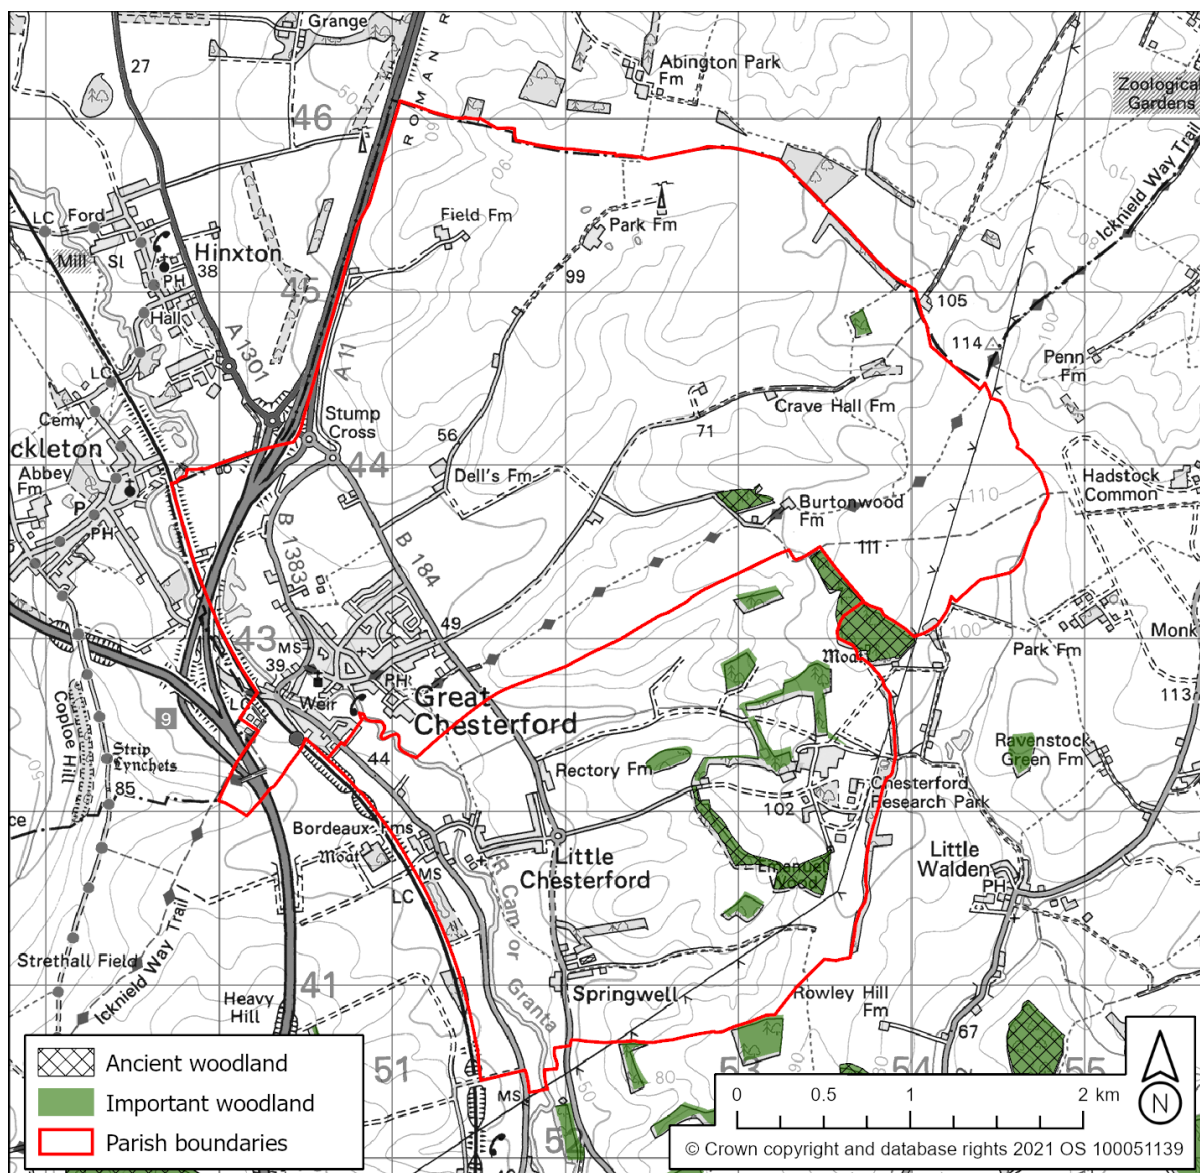 Grange
27
ROMAN R
Abington Park
Fm
Zoological
Gardens
46
Icknield Way Trail
LC
Ford
Mill
Sl
Hinxton
38
PH
Hall
Field Fm
Park Fm
99
45
A 1301
A 11
105
114
Penn
Fm
LC
Cemy
ckleton
Abbey
Fm
P
PH
Stump
Cross
44
56
Dell's Fm
71
Crave Hall Fm
Hadstock
Common
110
Burtonwood
Fm
111
B 1383
B 184
43
MS
39
49
100
Moat
Park Fm
Monk
113
PH
Weir
LC
Great
Chesterford
9
Coploe Hill
Strip
Lynchets
85
44
Rectory Fm
102
Chesterford
Research Park
Ravenstock
Green Fm
ce
Bordeaux Fms
Moat
MS
LC
Little
Chesterford
Emanuel
Wood
Little
Walden
PH
R Cam or Granta
Strethall Field
Icknield Way Trail
Heavy
Hill
41
Springwell
Rowley Hill
Fm
67
51
MS
52
50
80
53
90
54
55
Ancient woodland
Important woodland
Parish boundaries
0 0.5 1 2 km
N
© Crown copyright and database rights 2021 OS 100051139